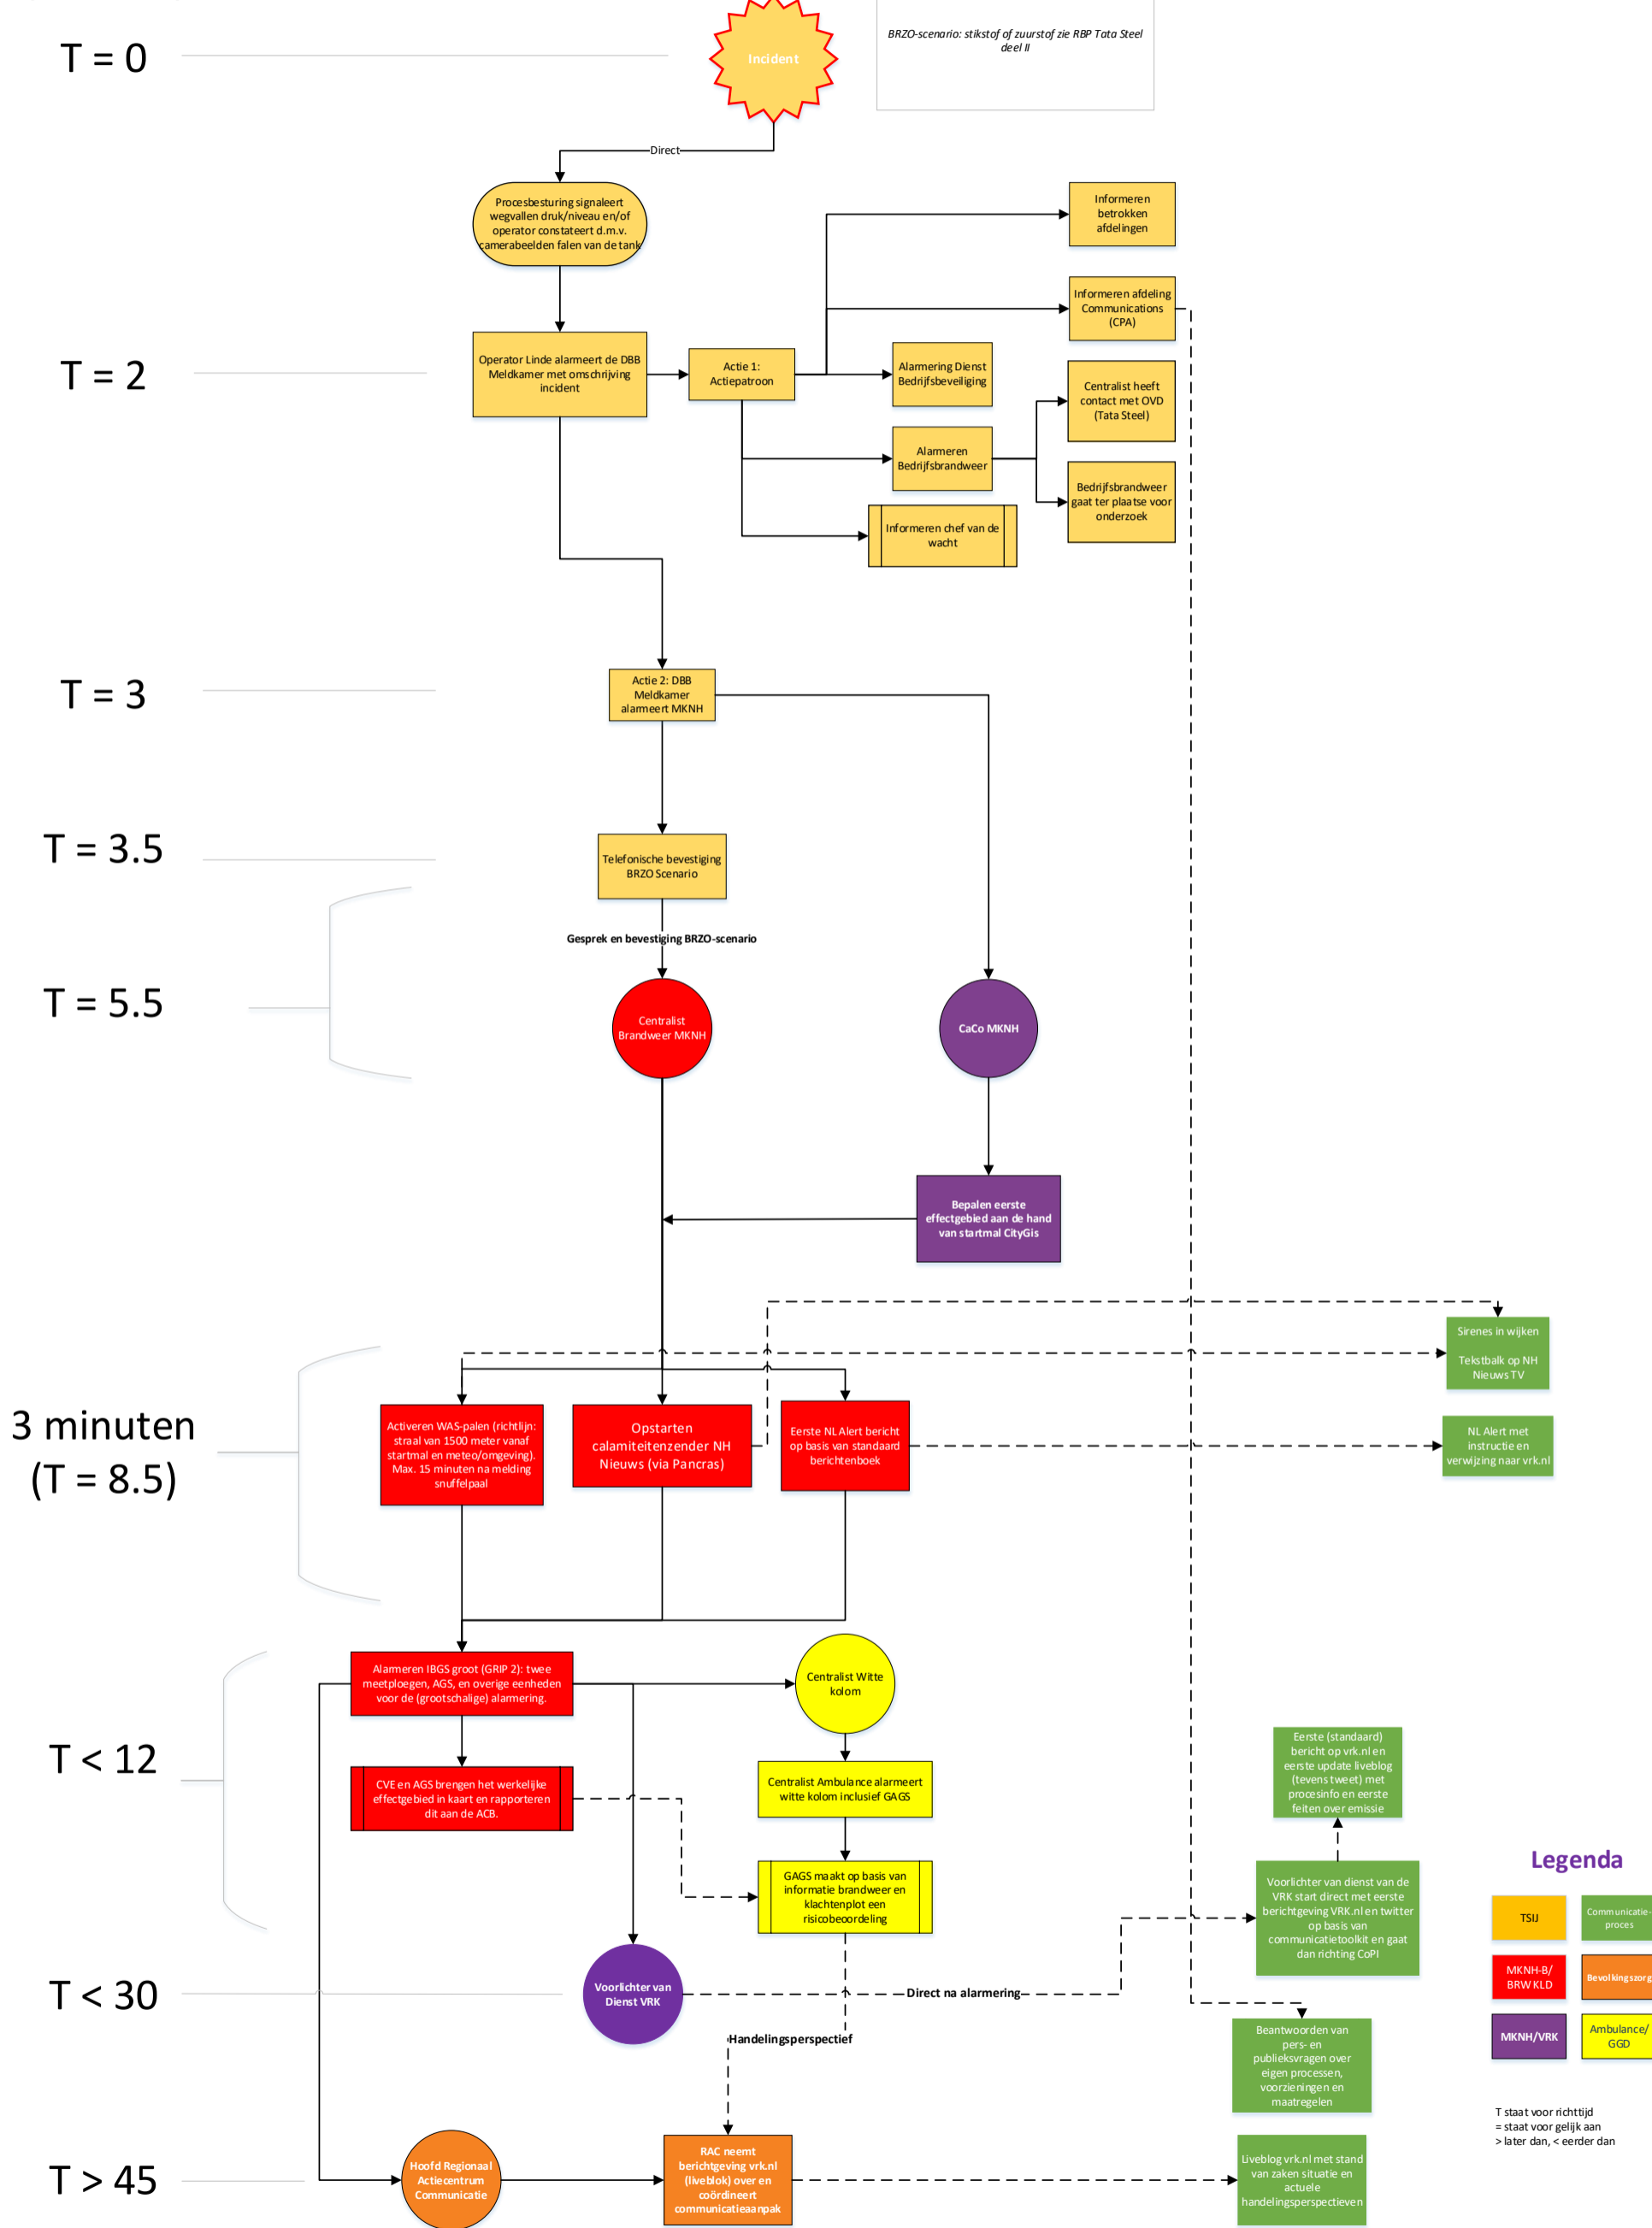 T = 0
Incident
BRZO-scenario: stikstof of zuurstof zie RBP Tata Steel
deel II
Direct
Procesbesturing signaleert
wegvallen druk/niveau en/of
operator constateert d.m.v.
camerabeelden falen van de tank
Informeren
betrokken
afdelingen
Informeren afdeling
Communications
(CPA)
T = 2
Operator Linde alarmeert de DBB
Meldkamer met omschrijving
incident
Actie 1:
Actiepatroon
Alarmering Dienst
Bedrijfsbeveiliging
Centralist heeft
contact met OVD
(Tata Steel)
Alarmeren
Bedrijfsbrandweer
Bedrijfsbrandweer
gaat ter plaatse voor
onderzoek
Informeren chef van de
wacht
T = 3
Actie 2: DBB
Meldkamer
alarmeert MKNH
T = 3.5
Telefonische bevestiging
BRZO Scenario
Gesprek en bevestiging BRZO-scenario
T = 5.5
Centralist
Brandweer MKNH
CaCo MKNH
Bepalen eerste
effectgebied aan de hand
van startmal CityGis
Sirenes in wijken
Tekstbalk op NH
Nieuws TV
3 minuten
(T = 8.5)
Activeren WAS-palen (richtlijn:
straal van 1500 meter vanaf
startmal en meteo/omgeving).
Max. 15 minuten na melding
snuffelpaal
Opstarten
calamiteitenzender NH
Nieuws (via Pancras)
Eerste NL Alert bericht
op basis van standaard
berichtenboek
NL Alert met
instructie en
verwijzing naar vrk.nl
T < 12
Alarmeren IBGS groot (GRIP 2): twee
meetploegen, AGS, en overige eenheden
voor de (grootschalige) alarmering.
Centralist Witte
kolom
CVE en AGS brengen het werkelijke
effectgebied in kaart en rapporteren
dit aan de ACB.
Centralist Ambulance alarmeert
witte kolom inclusief GAGS
Eerste (standaard)
bericht op vrk.nl en
eerste update liveblog
(tevens tweet) met
procesinfo en eerste
feiten over emissie
GAGS maakt op basis van
informatie brandweer en
klachtenplot een
risicobeoordeling
Voorlichter van dienst van de
VRK start direct met eerste
berichtgeving VRK.nl en twitter
op basis van
communicatietoolkit en gaat
dan richting CoPI
Legenda
TSIJ
Communicatie-
proces
MKNH-B/
BRW KLD
Bevolkingszorg
MKNH/VRK
Ambulance/
GGD
T < 30
Voorlichter van
Dienst VRK
Direct na alarmering
Handelingsperspectief
Beantwoorden van
pers- en
publieksvragen over
eigen processen,
voorzieningen en
maatregelen
T staat voor richttijd
= staat voor gelijk aan
> later dan, < eerder dan
T > 45
Hoofd Regionaal
Actiecentrum
Communicatie
RAC neemt
berichtgeving vrk.nl
(liveblok) over en
coördineert
communicatieaanpak
Liveblog vrk.nl met stand
van zaken situatie en
actuele
handelingsperspectieven